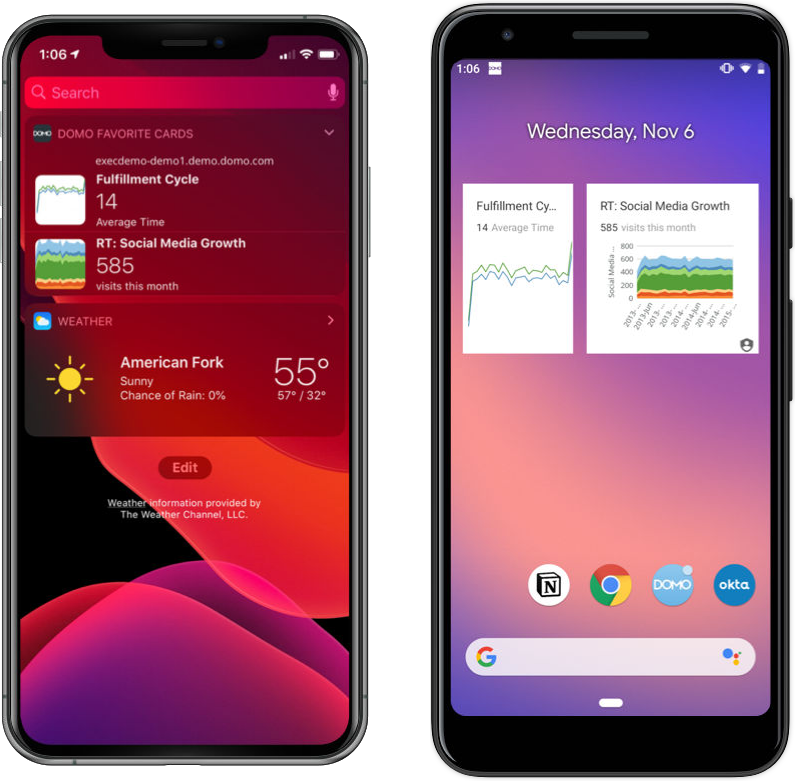 1:06
Search
DOMO DOMO FAVORITE CARDS
execdemo-demo1.demo.domo.com
Fulfillment Cycle
14
Average Time
RT: Social Media Growth
585
visits this month
WEATHER
American Fork
Sunny
Chance of Rain: 0%
55°
57° / 32°
Edit
Weather information provided by
The Weather Channel, LLC.
1:06 DOMO
Wednesday, Nov 6
Fulfillment Cy...
14 Average Time
RT: Social Media Growth
585 visits this month
Social Media ...
800
600
400
200
0
2013-...
2013-Jun
2013-...
2013-...
2014-...
2014-Jun
2014-...
2014-...
2015-...
N
DOMO
okta
G